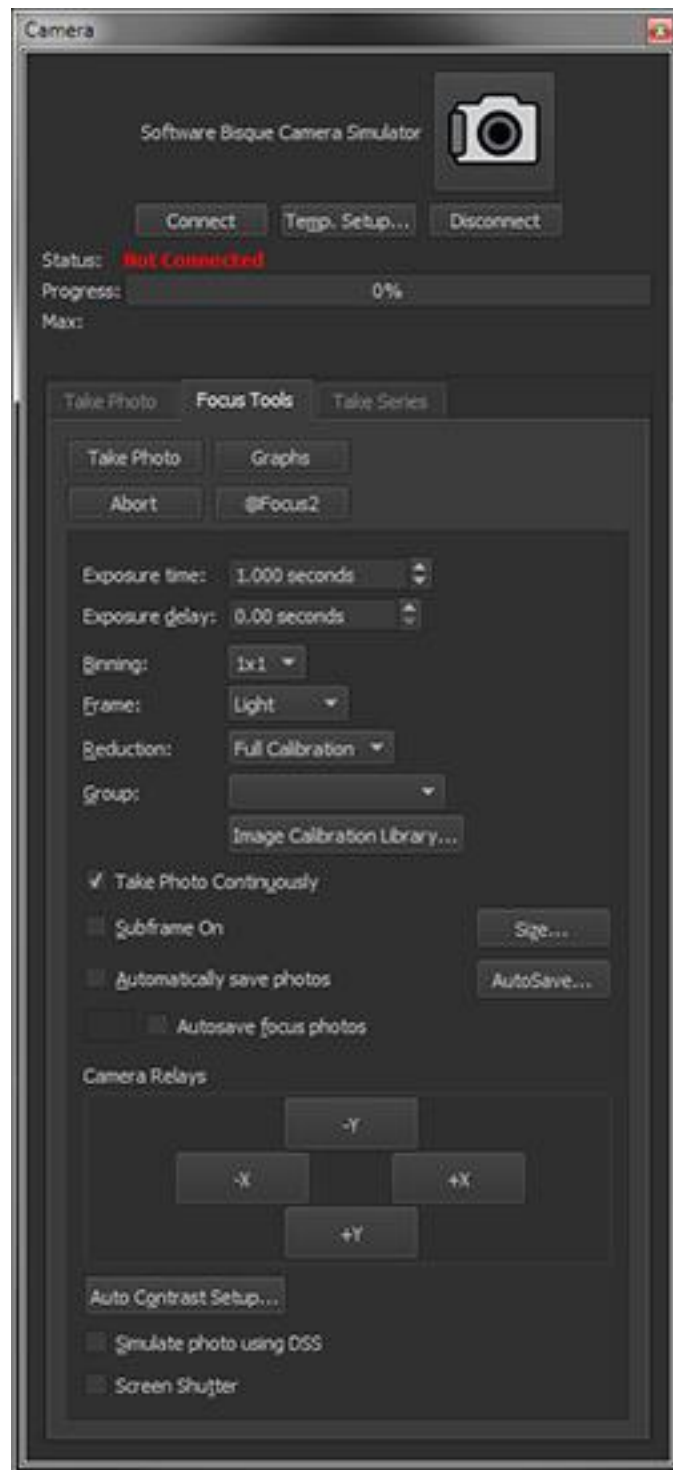 Camera
Software Bisque Camera Simulator
Connect Temp. Setup... Disconnect
Status: Not Connected
Progress: 0%
Max:
Take Photo Focus Tools Take Series
Take Photo Graphs
Abort @Focus2
Exposure time: 1.000 seconds
Exposure delay: 0.00 seconds
Binning: 1x1
Frame: Light
Reduction: Full Calibration
Group:
Image Calibration Library...
Take Photo Continuously
Subframe On Size...
Automatically save photos AutoSave...
Autosave focus photos
Camera Relays
-Y
-X +X
+Y
Auto Contrast Setup...
Simulate photo using DSS
Screen Shutter